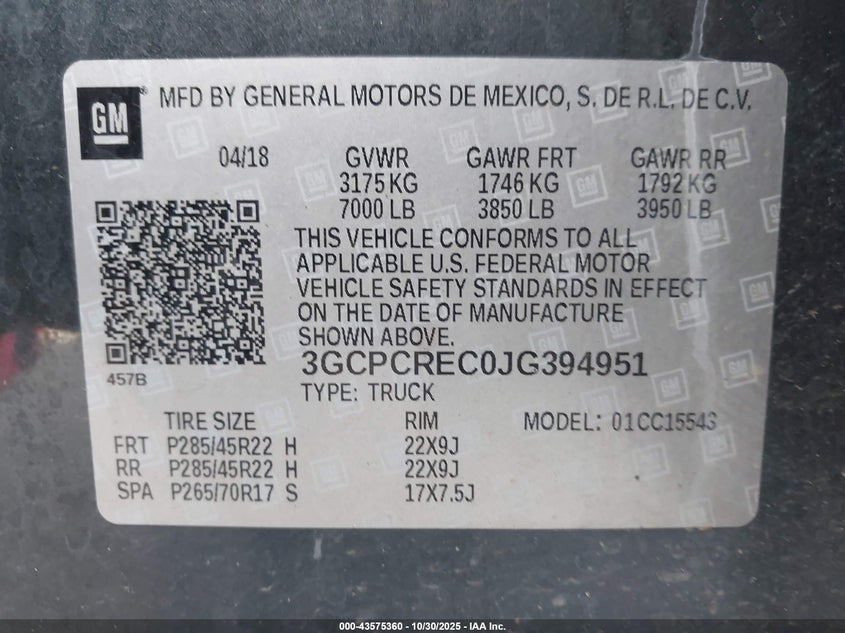 GM
® MFD BY GENERAL MOTORS DE MEXICO, S. DE R.L. DE C.V.
04/18 GVWR GAWR FRT GAWR RR
3175 KG 1746 KG 1792 KG
7000 LB 3850 LB 3950 LB
THIS VEHICLE CONFORMS TO ALL
APPLICABLE U.S. FEDERAL MOTOR
VEHICLE SAFETY STANDARDS IN EFFECT
ON THE DATE OF MANUFACTURE
SHOWN ABOVE.
3GCPCREC0JG394951
457B
TYPE: TRUCK
TIRE SIZE RIM MODEL: 01CC15543
FRT P285/45R22 H 22X9J
RR P285/45R22 H 22X9J
SPA P265/70R17 S 17X7.5J
000-43575360 - 10/30/2025 - IAA Inc.